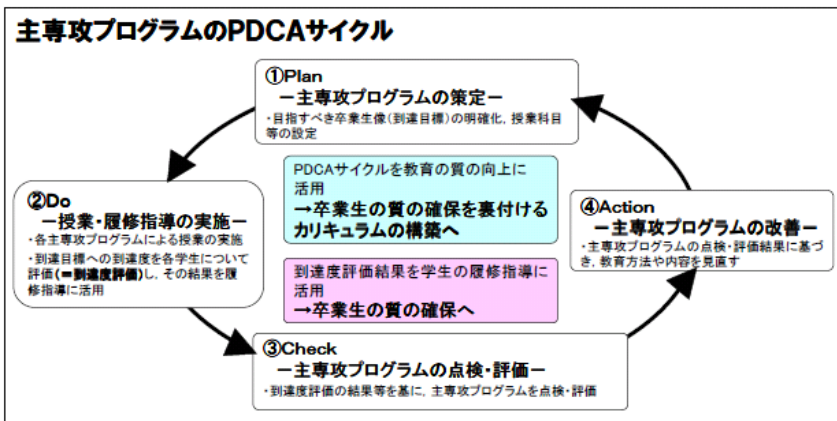 主専攻プログラムのPDCAサイクル
①Plan
－主専攻プログラムの策定－
・目指すべき卒業生像(到達目標)の明確化，授業科目
等の設定
PDCAサイクルを教育の質の向上に
活用
→卒業生の質の確保を裏付ける
カリキュラムの構築へ
②Do
－授業・履修指導の実施－
・各主専攻プログラムによる授業の実施
・到達目標への到達度を各学生について
評価(＝到達度評価)し，その結果を履
修指導に活用
④Action
－主専攻プログラムの改善－
・主専攻プログラムの点検・評価結果に基づ
き，教育方法や内容を見直す
到達度評価結果を学生の履修指導に
活用
→卒業生の質の確保へ
③Check
－主専攻プログラムの点検・評価－
・到達度評価の結果等を基に，主専攻プログラムを点検・評価